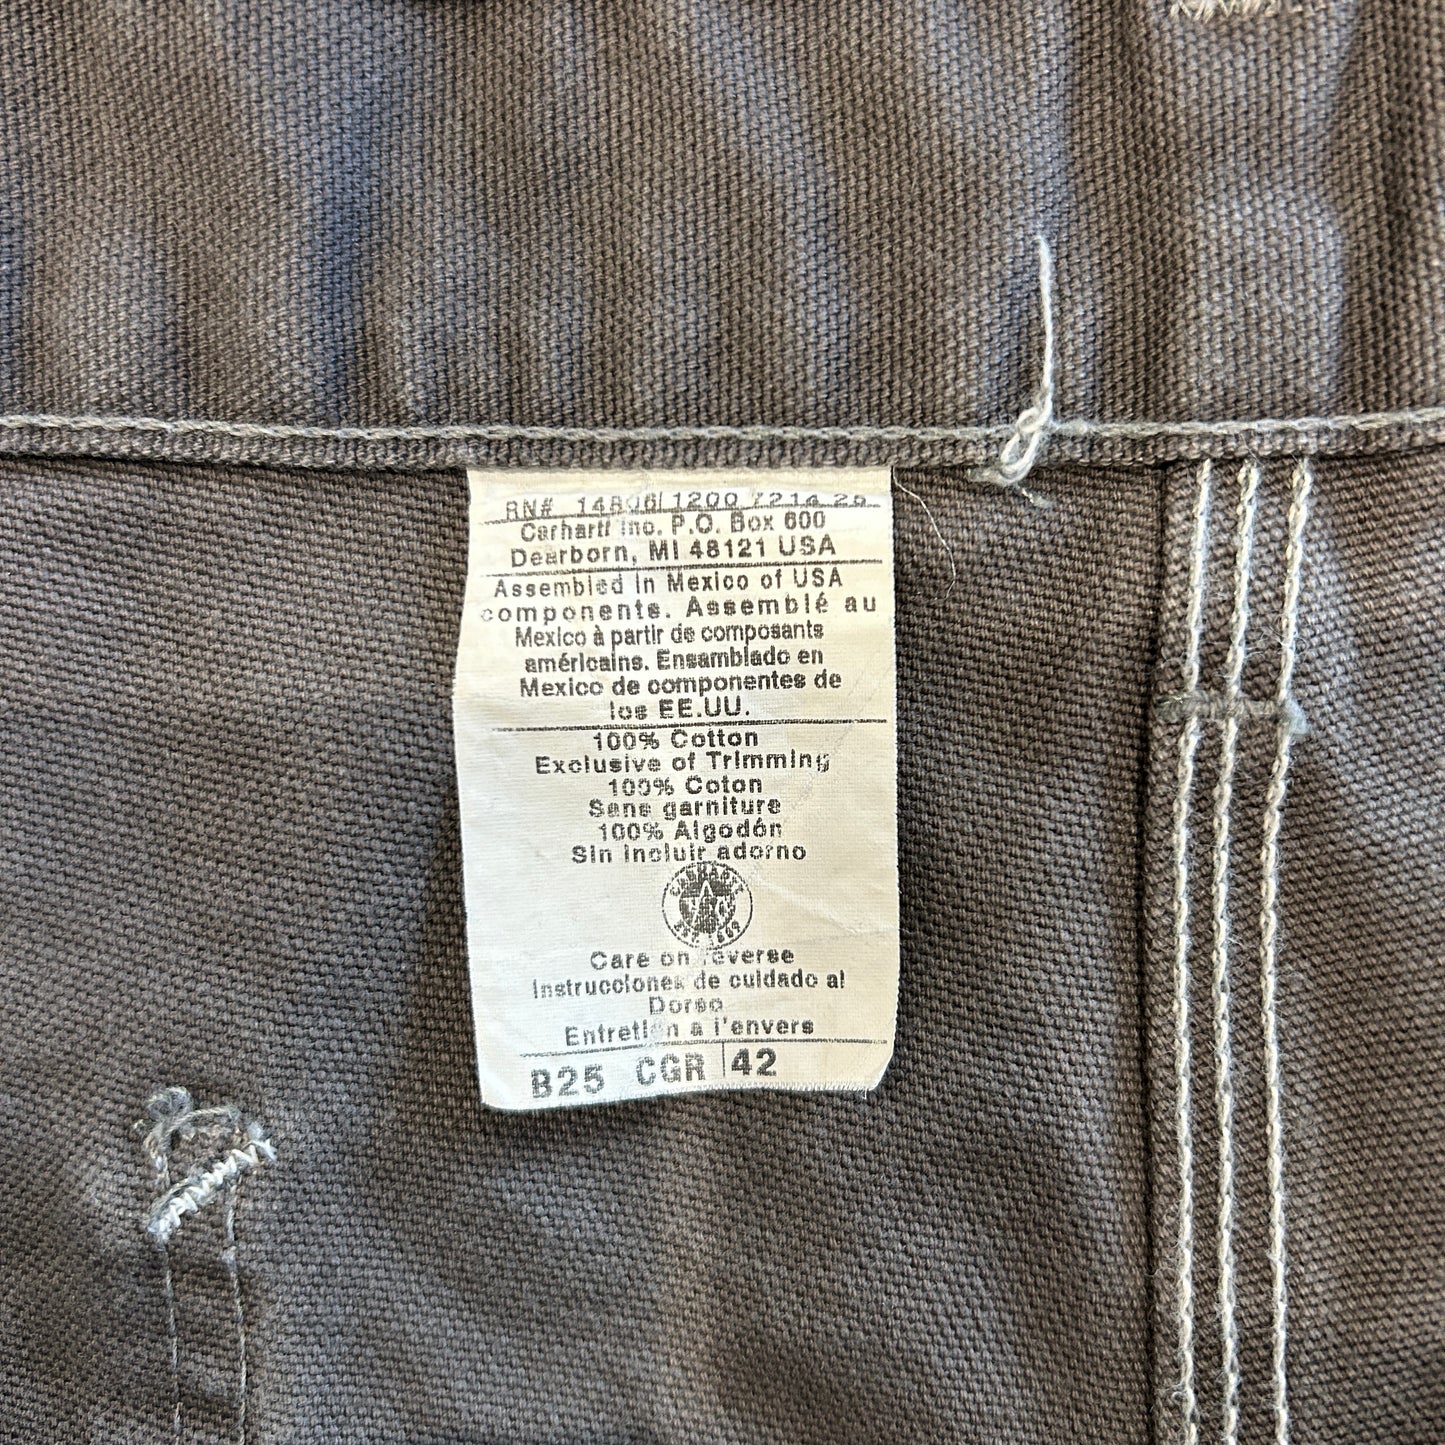 RN# 14806 1200 7214 25
Carhartt Inc. P.O. Box 600
Dearborn, MI 48121 USA
Assembled in Mexico of USA
components. Assemblé au
Mexico à partir de composants
américains. Ensamblado en
Mexico de componentes de
los EE.UU.
100% Cotton
Exclusive of Trimming
100% Coton
Sans garniture
100% Algodón
Sin incluir adorno
CARHARTT
EST. 1889
Care on reverse
Instrucciones de cuidado al
Dorso
Entretien a l'envers
B25 CGR 42